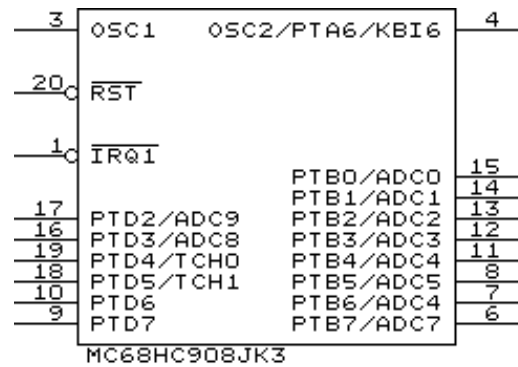 3 OSC1 OSC2/PTA6/KBI6 4
20 RST
1 IRQ1
PTB0/ADC0 15
PTB1/ADC1 14
17 PTD2/ADC9 PTB2/ADC2 13
16 PTD3/ADC8 PTB3/ADC3 12
19 PTD4/TCH0 PTB4/ADC4 11
18 PTD5/TCH1 PTB5/ADC5 8
10 PTD6 PTB6/ADC4 7
9 PTD7 PTB7/ADC7 6
MC68HC908JK3